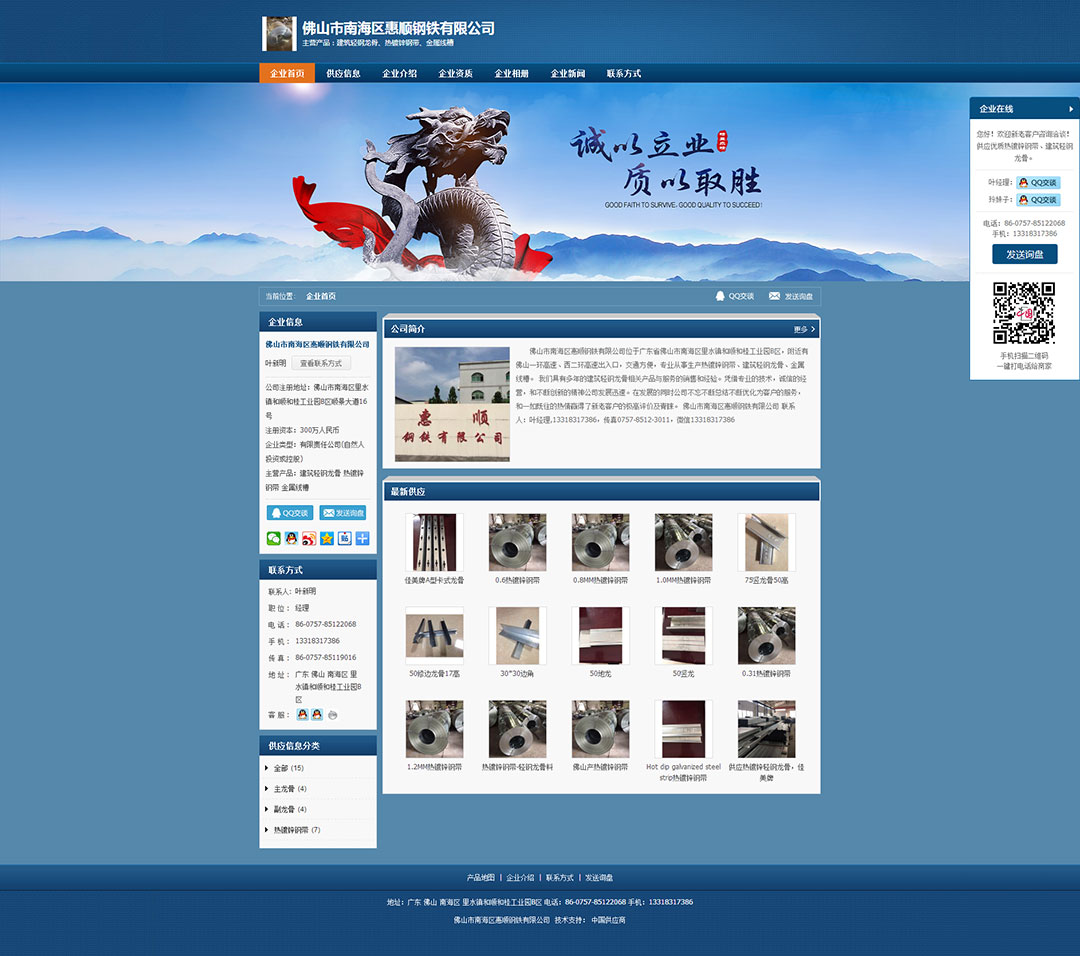 佛山市南海区惠顺钢铁有限公司
主营产品：建筑轻钢龙骨、热镀锌钢带、金属线槽
企业首页 供应信息 企业介绍 企业资质 企业相册 企业新闻 联系方式
诚以立业
质以取胜
GOOD FAITH TO SURVIVE, GOOD QUALITY TO SUCCEED!
企业在线
您好！欢迎新老客户咨询洽谈!
供应优质热镀锌钢带、建筑轻钢
龙骨。
叶经理： QQ交谈
QQ交谈
电话：86-0757-85122068
手机：13318317386
发送询盘
手机扫描二维码
一键打电话给商家
当前位置： 企业首页
QQ交谈 发送询盘
企业信息
佛山市南海区惠顺钢铁有限公司
叶新明 查看联系方式
公司注册地址：佛山市南海区里水
镇和顺和桂工业园B区顺景大道16
号
注册资本：300万人民币
企业类型：有限责任公司(自然人
投资或控股)
主营产品：建筑轻钢龙骨 热镀锌
钢带 金属线槽
QQ交谈 发送询盘
联系方式
联系人：叶新明
职 位： 经理
电 话： 86-0757-85122068
手 机： 13318317386
传 真： 86-0757-85119016
地 址： 广东 佛山 南海区 里
水镇和顺和桂工业园B
区
客 服：
供应信息分类
全部 (15)
主龙骨 (4)
副龙骨 (4)
热镀锌钢带 (7)
公司简介
更多
佛山市南海区惠顺钢铁有限公司位于广东省佛山市南海区里水镇和顺和桂工业园B区，附近有
佛山一环高速、西二环高速出入口，交通方便，专业从事生产热镀锌钢带、建筑轻钢龙骨、金属
线槽。 我们具有多年的建筑轻钢龙骨相关产品与服务的销售和经验。凭借专业的技术，诚信的经
营，和不断创新的精神公司发展迅速。在发展的同时公司不忘不断总结不断优化为客户的服务，
和一如既往的热情赢得了新老客户的极高评价及青睐。 佛山市南海区惠顺钢铁有限公司 联系
人：叶经理,13318317386，传真0757-8512-3011，微信13318317386
惠 顺
钢铁有限公司
最新供应
佳美牌A型卡式龙骨 0.6热镀锌钢带 0.8MM热镀锌钢带 1.0MM热镀锌钢带 75竖龙骨50高
50修边龙骨17高 30*30边角 50地龙 50竖龙 0.31热镀锌钢带
1.2MM热镀锌钢带 热镀锌钢带-轻钢龙骨料 佛山产热镀锌钢带 Hot dip galvanized steel strip热镀锌钢带 供应热镀锌轻钢龙骨，佳美牌
产品地图 | 企业介绍 | 联系方式 | 发送询盘
地址：广东 佛山 南海区 里水镇和顺和桂工业园B区 电话：86-0757-85122068 手机：13318317386
佛山市南海区惠顺钢铁有限公司 技术支持： 中国供应商